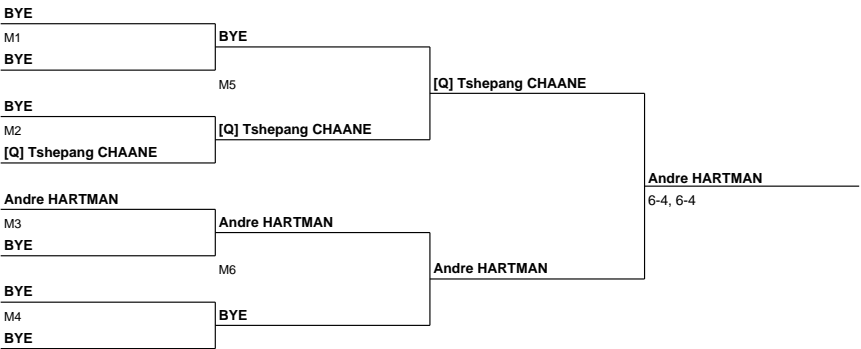 BYE
M1
BYE
BYE
M5
[Q] Tshepang CHAANE
BYE
M2
[Q] Tshepang CHAANE
[Q] Tshepang CHAANE
Andre HARTMAN
6-4, 6-4
Andre HARTMAN
M3
Andre HARTMAN
BYE
M6
Andre HARTMAN
BYE
M4
BYE
BYE